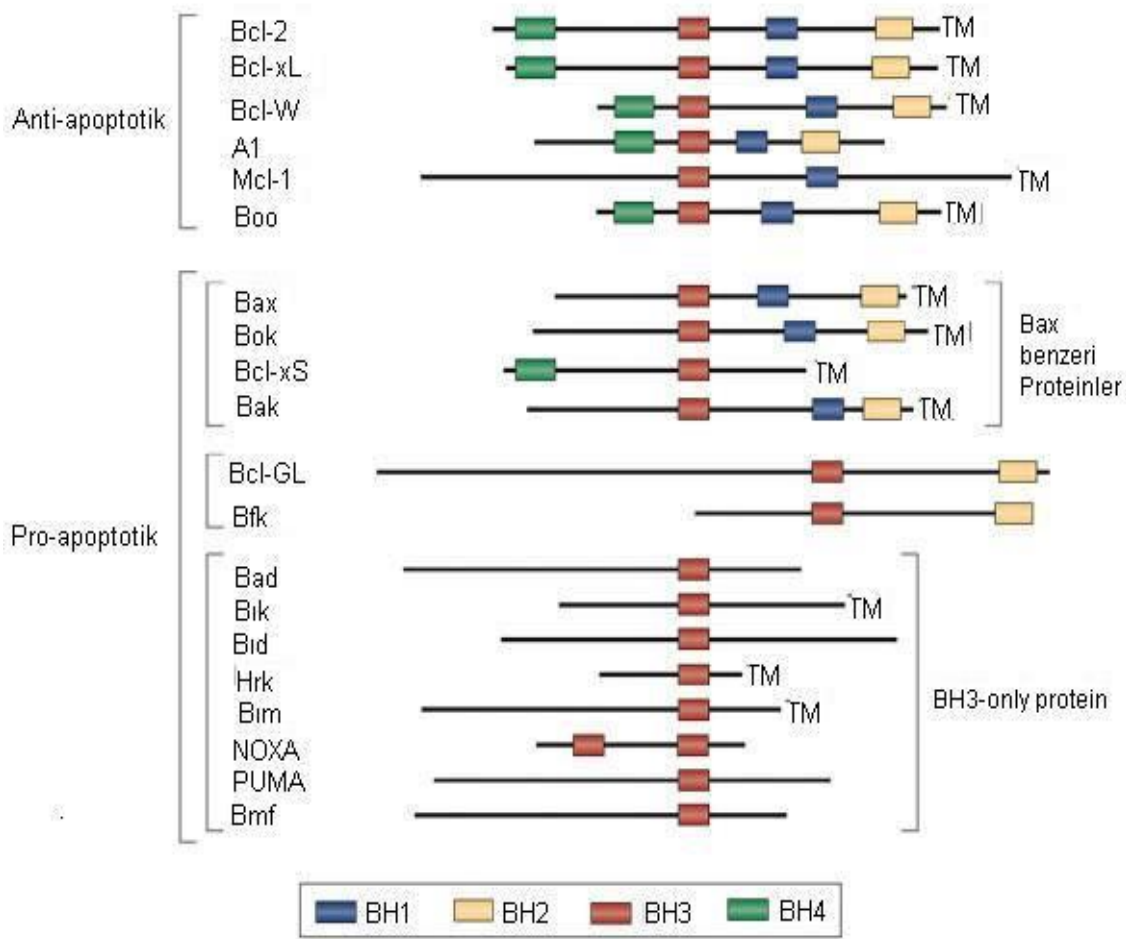 Anti-apoptotik
Bcl-2 TM
Bcl-xL TM
Bcl-W TM
A1
Mcl-1 TM
Boo TM
Pro-apoptotik
Bax TM
Bok TM
Bcl-xS TM
Bak TM
Bax
benzeri
Proteinler
Bcl-GL
Bfk
Bad
Bık TM
Bıd
Hrk TM
Bım TM
NOXA
PUMA
Bmf
BH3-only protein
BH1 BH2 BH3 BH4